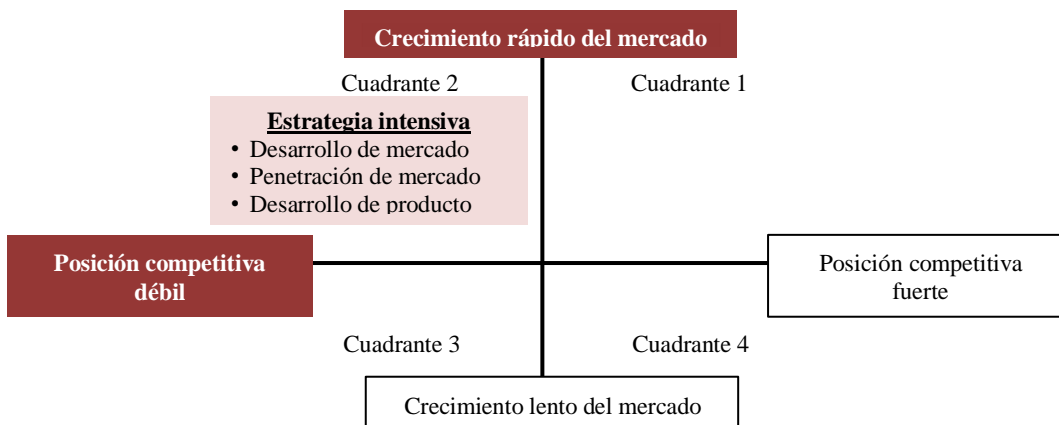 Crecimiento rápido del mercado
Cuadrante 2
Cuadrante 1
Estrategia intensiva
• Desarrollo de mercado
• Penetración de mercado
• Desarrollo de producto
Posición competitiva
débil
Posición competitiva
fuerte
Cuadrante 3
Cuadrante 4
Crecimiento lento del mercado